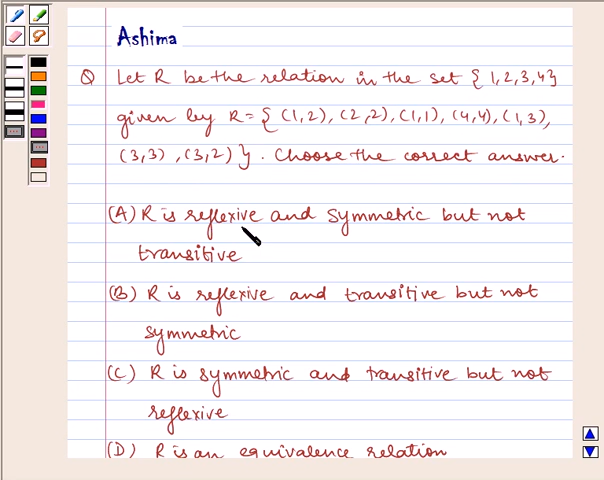 Ashima
Q Let R be the relation in the set { 1,2,3,4}
given by R= { (1,2), (2,2), (1,1), (4,4), (1,3),
(3,3) , (3,2) } . Choose the correct answer.
(A) R is reflexive and symmetric but not
transitive
(B) R is reflexive and transitive but not
symmetric
(C) R is symmetric and transitive but not
reflexive
(D) R is an equivalence relation